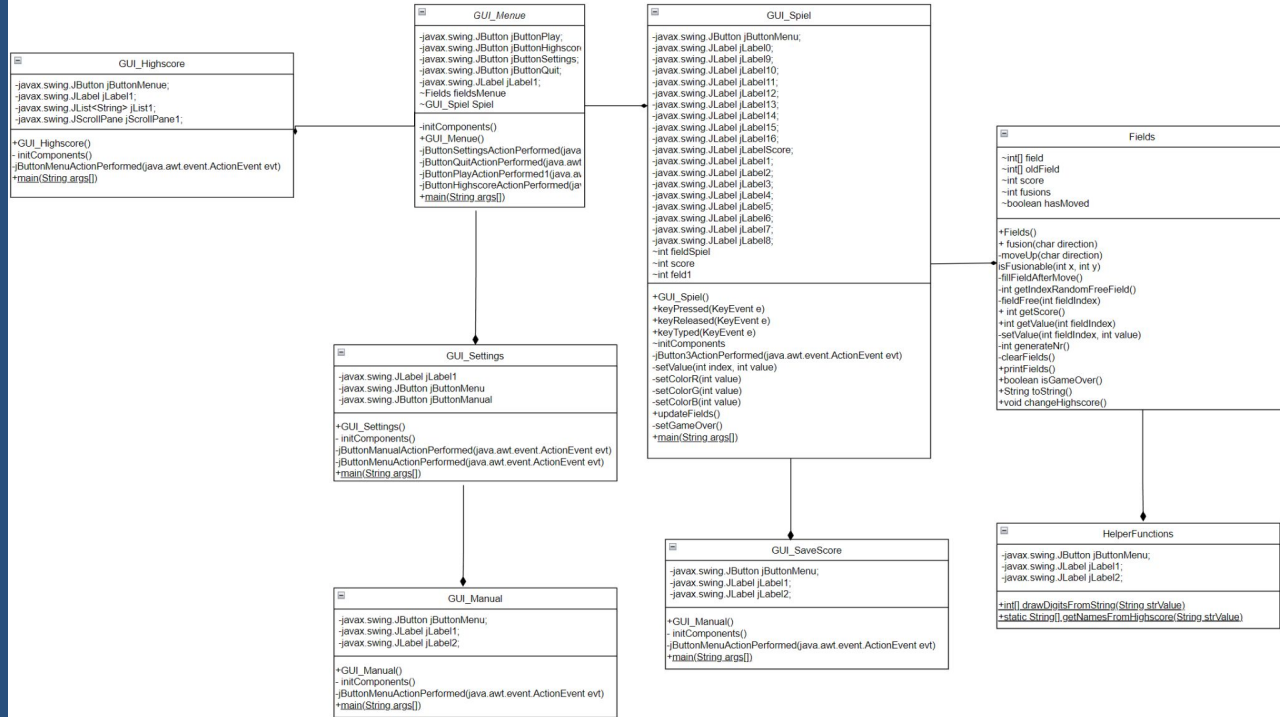 GUI_Highscore
-javax.swing.JButton jButtonMenue;
-javax.swing.JLabel jLabel1;
-javax.swing.JList<String> jList1;
-javax.swing.JScrollPane jScrollPane1;
+GUI_Highscore()
- initComponents()
-jButtonMenuActionPerformed(java.awt.event.ActionEvent evt)
+main(String args[])
GUI_Menue
-javax.swing.JButton jButtonPlay;
-javax.swing.JButton jButtonHighscore
-javax.swing.JButton jButtonSettings;
-javax.swing.JButton jButtonQuit;
-javax.swing.JLabel jLabel1;
~Fields fieldsMenue
~GUI_Spiel Spiel
-initComponents()
+GUI_Menue()
-jButtonSettingsActionPerformed(java
-jButtonQuitActionPerformed(java.awt
-jButtonPlayActionPerformed1(java.av
-jButtonHighscoreActionPerformed(jav
+main(String args[])
GUI_Spiel
-javax.swing.JButton jButtonMenu;
-javax.swing.JLabel jLabel0;
-javax.swing.JLabel jLabel9;
-javax.swing.JLabel jLabel10;
-javax.swing.JLabel jLabel11;
-javax.swing.JLabel jLabel12;
-javax.swing.JLabel jLabel13;
-javax.swing.JLabel jLabel14;
-javax.swing.JLabel jLabel15;
-javax.swing.JLabel jLabel16;
-javax.swing.JLabel jLabelScore;
-javax.swing.JLabel jLabel1;
-javax.swing.JLabel jLabel2;
-javax.swing.JLabel jLabel3;
-javax.swing.JLabel jLabel4;
-javax.swing.JLabel jLabel5;
-javax.swing.JLabel jLabel6;
-javax.swing.JLabel jLabel7;
-javax.swing.JLabel jLabel8;
~int fieldSpiel
~int score
~int feld1
+GUI_Spiel()
+keyPressed(KeyEvent e)
+keyReleased(KeyEvent e)
+keyTyped(KeyEvent e)
~initComponents
-jButton3ActionPerformed(java.awt.event.ActionEvent evt)
-setValue(int index, int value)
-setColorR(int value)
-setColorG(int value)
-setColorB(int value)
+updateFields()
-setGameOver()
+main(String args[])
Fields
~int[] field
~int[] oldField
~int score
~int fusions
~boolean hasMoved
+Fields()
+ fusion(char direction)
-moveUp(char direction)
isFusionable(int x, int y)
-fillFieldAfterMove()
-int getIndexRandomFreeField()
-fieldFree(int fieldIndex)
+ int getScore()
+int getValue(int fieldIndex)
-setValue(int fieldIndex, int value)
-int generateNr()
-clearFields()
-printFields()
+boolean isGameOver()
+String toString()
+void changeHighscore()
GUI_Settings
-javax.swing.JLabel jLabel1
-javax.swing.JButton jButtonMenu
-javax.swing.JButton jButtonManual
+GUI_Settings()
- initComponents()
-jButtonManualActionPerformed(java.awt.event.ActionEvent evt)
-jButtonMenuActionPerformed(java.awt.event.ActionEvent evt)
+main(String args[])
GUI_Manual
-javax.swing.JButton jButtonMenu;
-javax.swing.JLabel jLabel1;
-javax.swing.JLabel jLabel2;
+GUI_Manual()
- initComponents()
-jButtonMenuActionPerformed(java.awt.event.ActionEvent evt)
+main(String args[])
GUI_SaveScore
-javax.swing.JButton jButtonMenu;
-javax.swing.JLabel jLabel1;
-javax.swing.JLabel jLabel2;
+GUI_Manual()
- initComponents()
-jButtonMenuActionPerformed(java.awt.event.ActionEvent evt)
+main(String args[])
HelperFunctions
-javax.swing.JButton jButtonMenu;
-javax.swing.JLabel jLabel1;
-javax.swing.JLabel jLabel2;
+int[] drawDigitsFromString(String strValue)
+static String[] getNamesFromHighscore(String strValue)